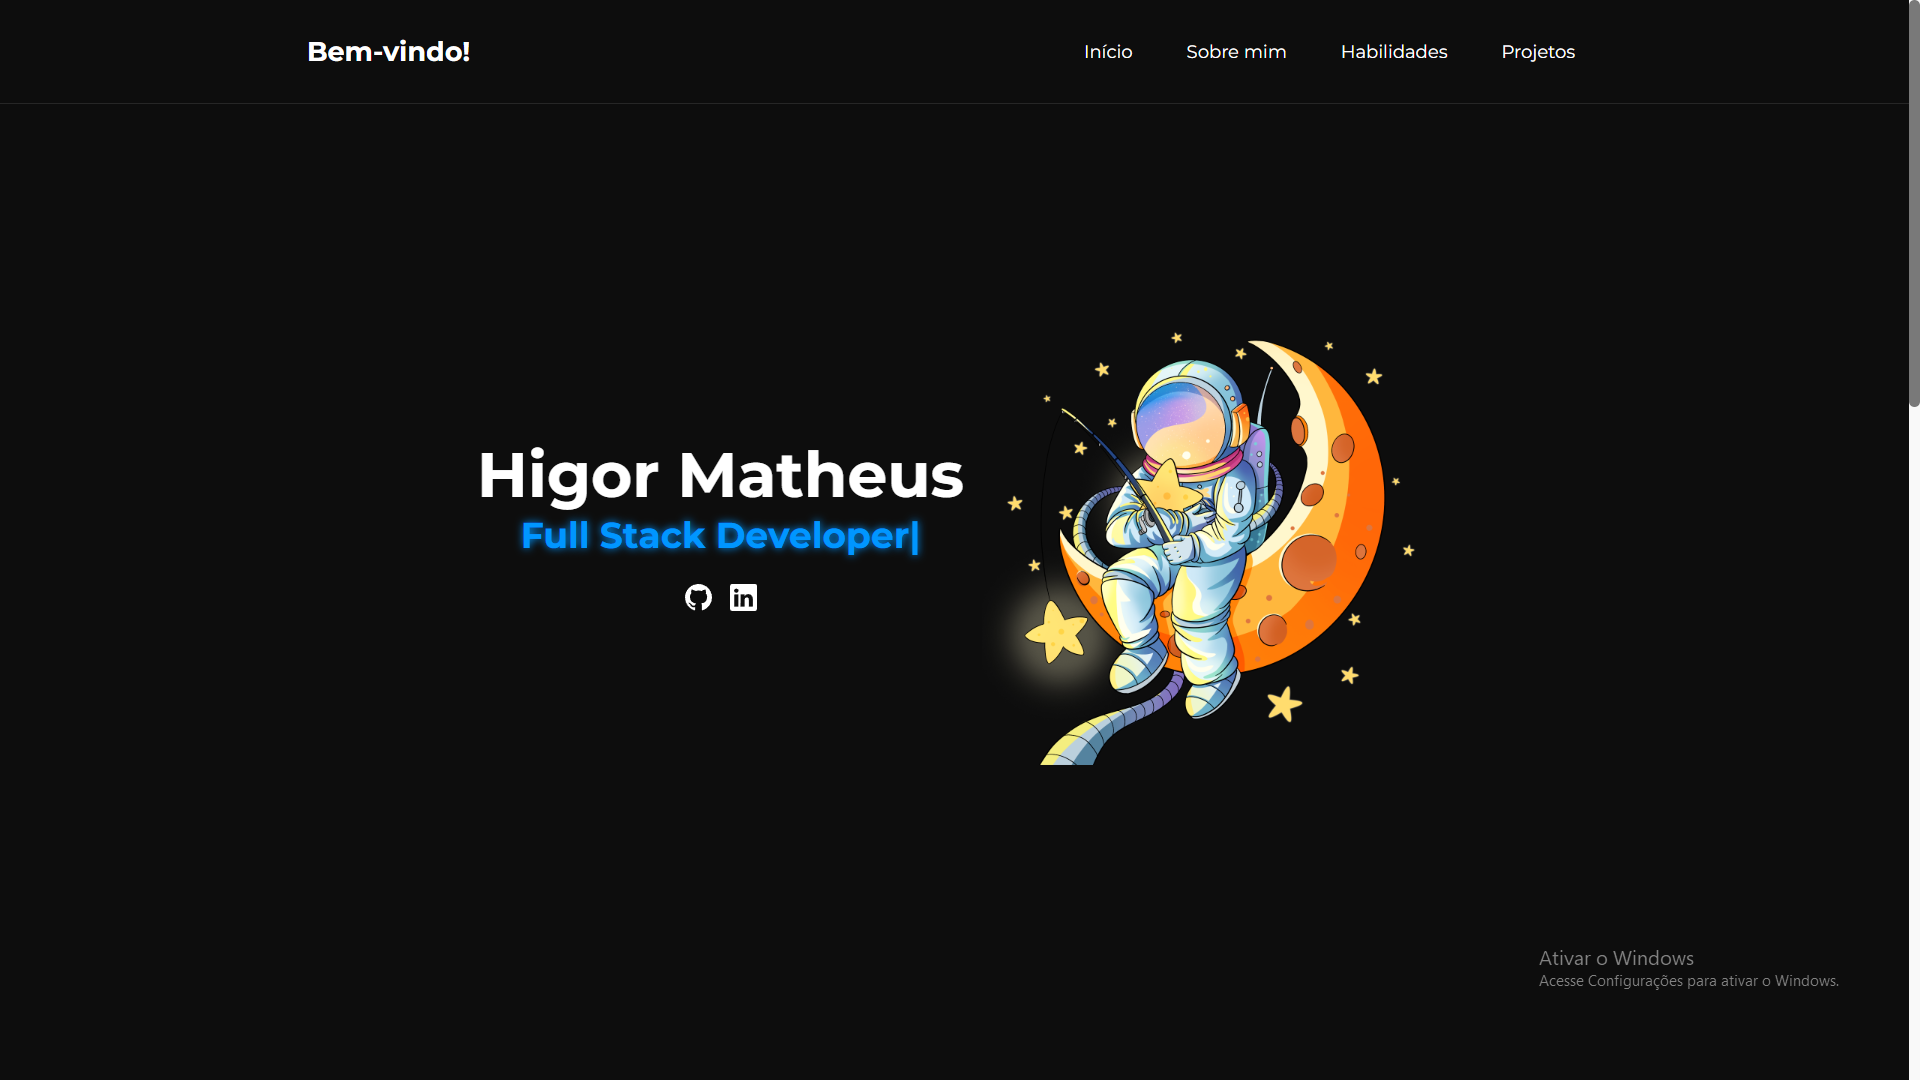 Bem-vindo!
Início
Sobre mim
Habilidades
Projetos
Higor Matheus
Full Stack Developer|
in
Ativar o Windows
Acesse Configurações para ativar o Windows.